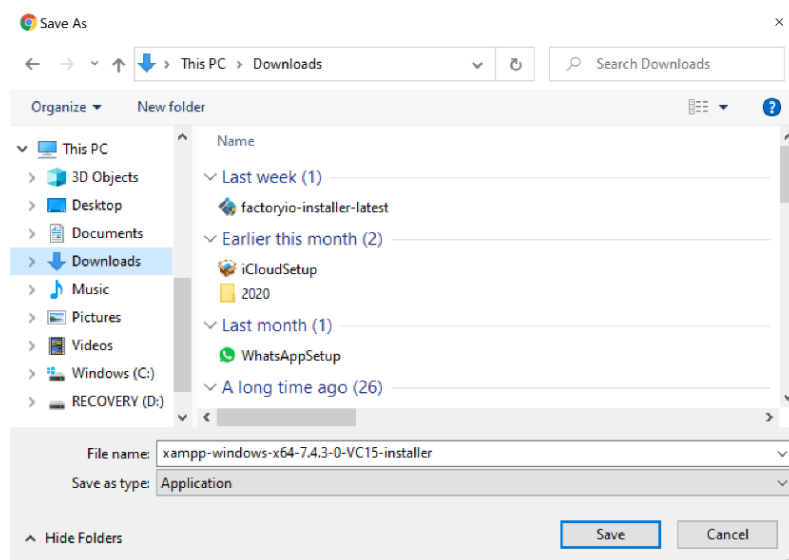 Save As
This PC Downloads
Search Downloads
Organize
New folder
?
This PC
3D Objects
Desktop
Documents
Downloads
Music
Pictures
Videos
Windows (C:)
RECOVERY (D:)
Name
Last week (1)
factoryio-installer-latest
Earlier this month (2)
iCloudSetup
2020
Last month (1)
WhatsAppSetup
A long time ago (26)
File name: xampp-windows-x64-7.4.3-0-VC15-installer
Save as type: Application
Hide Folders
Save
Cancel